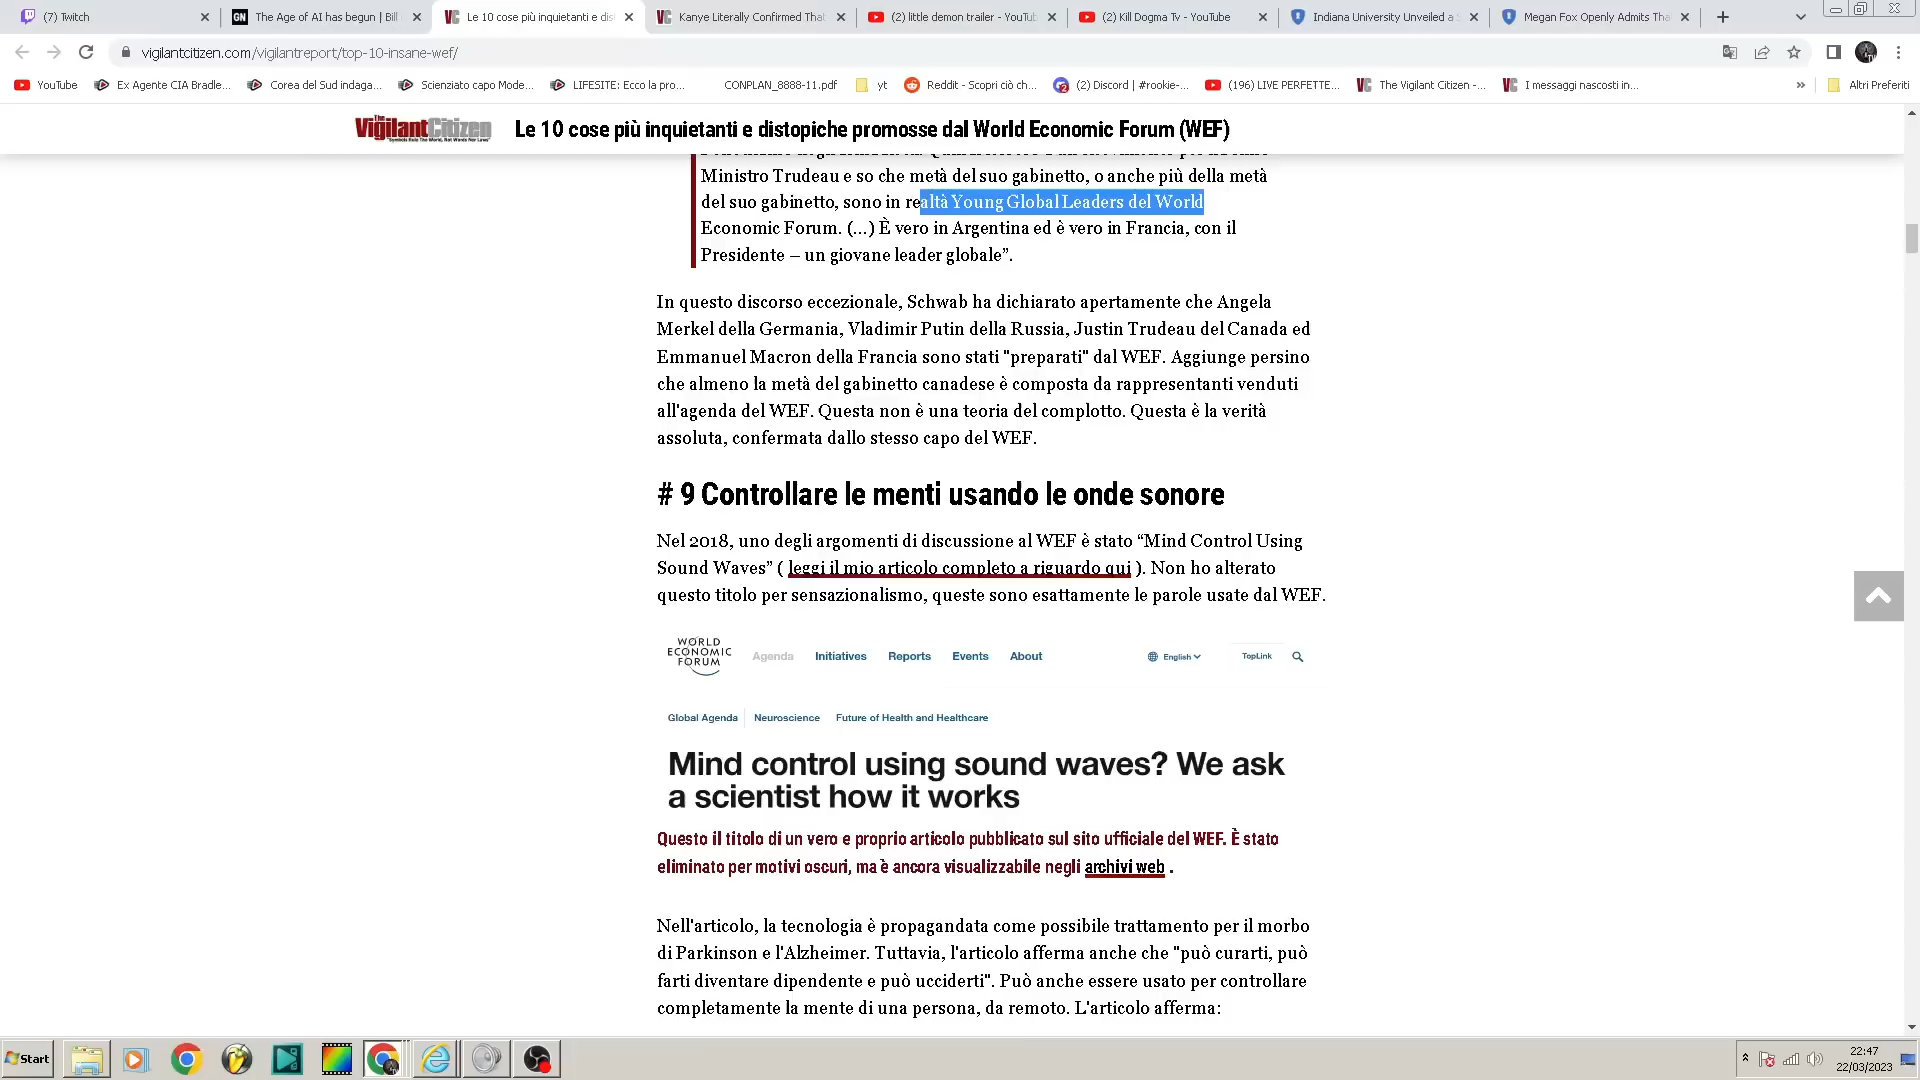 (7) Twitch
The Age of AI has begun | Bill
Le 10 cose più inquietanti e dis
Kanye Literally Confirmed Tha
(2) little demon trailer - YouTub
(2) Kill Dogma Tv - YouTube
Indiana University Unveiled a S
Megan Fox Openly Admits Tha
vigilantcitizen.com/vigilantreport/top-10-insane-wef/
YouTube
Ex Agente CIA Bradle...
Corea del Sud indaga...
Scienziato capo Mode...
LIFESITE: Ecco la pro...
CONPLAN_8888-11.pdf
yt
Reddit - Scopri ciò ch...
(2) Discord | #rookie-...
(196) LIVE PERFETTE...
The Vigilant Citizen -...
I messaggi nascosti in...
»
Altri Preferiti
The VigilantCitizen
Symbols Rule The World, Not Words Nor Laws
Le 10 cose più inquietanti e distopiche promosse dal World Economic Forum (WEF)
Ministro Trudeau e so che metà del suo gabinetto, o anche più della metà
del suo gabinetto, sono in realtà Young Global Leaders del World
Economic Forum. (...) È vero in Argentina ed è vero in Francia, con il
Presidente – un giovane leader globale”.
In questo discorso eccezionale, Schwab ha dichiarato apertamente che Angela
Merkel della Germania, Vladimir Putin della Russia, Justin Trudeau del Canada ed
Emmanuel Macron della Francia sono stati "preparati" dal WEF. Aggiunge persino
che almeno la metà del gabinetto canadese è composta da rappresentanti venduti
all'agenda del WEF. Questa non è una teoria del complotto. Questa è la verità
assoluta, confermata dallo stesso capo del WEF.
# 9 Controllare le menti usando le onde sonore
Nel 2018, uno degli argomenti di discussione al WEF è stato “Mind Control Using
Sound Waves” ( leggi il mio articolo completo a riguardo qui ). Non ho alterato
questo titolo per sensazionalismo, queste sono esattamente le parole usate dal WEF.
WORLD
ECONOMIC
FORUM
Agenda
Initiatives
Reports
Events
About
English
TopLink
Global Agenda
Neuroscience
Future of Health and Healthcare
Mind control using sound waves? We ask
a scientist how it works
Questo il titolo di un vero e proprio articolo pubblicato sul sito ufficiale del WEF. È stato
eliminato per motivi oscuri, ma è ancora visualizzabile negli archivi web .
Nell'articolo, la tecnologia è propagandata come possibile trattamento per il morbo
di Parkinson e l'Alzheimer. Tuttavia, l'articolo afferma anche che "può curarti, può
farti diventare dipendente e può ucciderti". Può anche essere usato per controllare
completamente la mente di una persona, da remoto. L'articolo afferma:
Start
22:47
22/03/2023